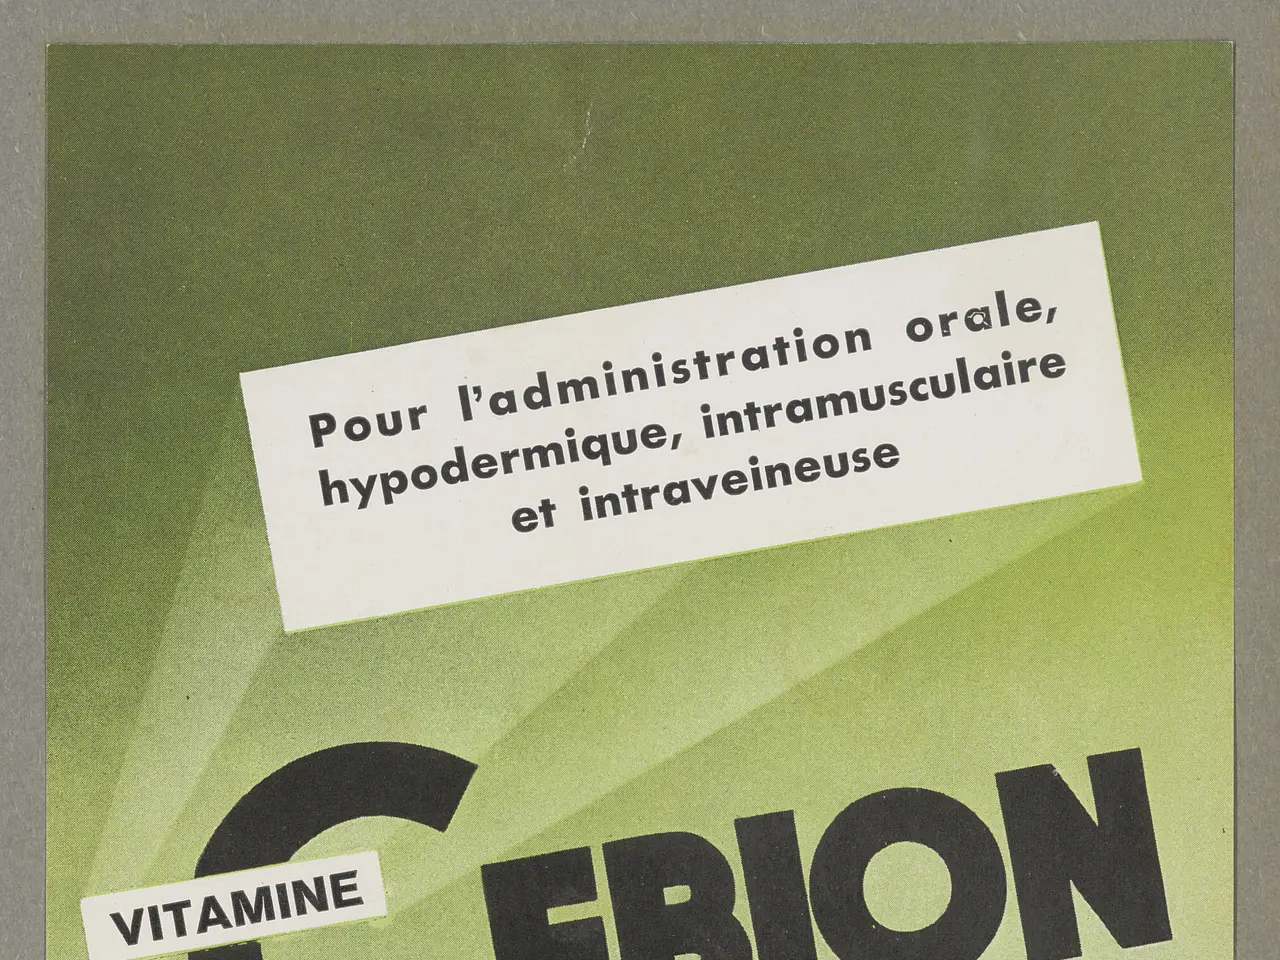 Pour l'administration orale,
hypodermique, intramusculaire
et intraveineuse
CEBION
VITAMINE